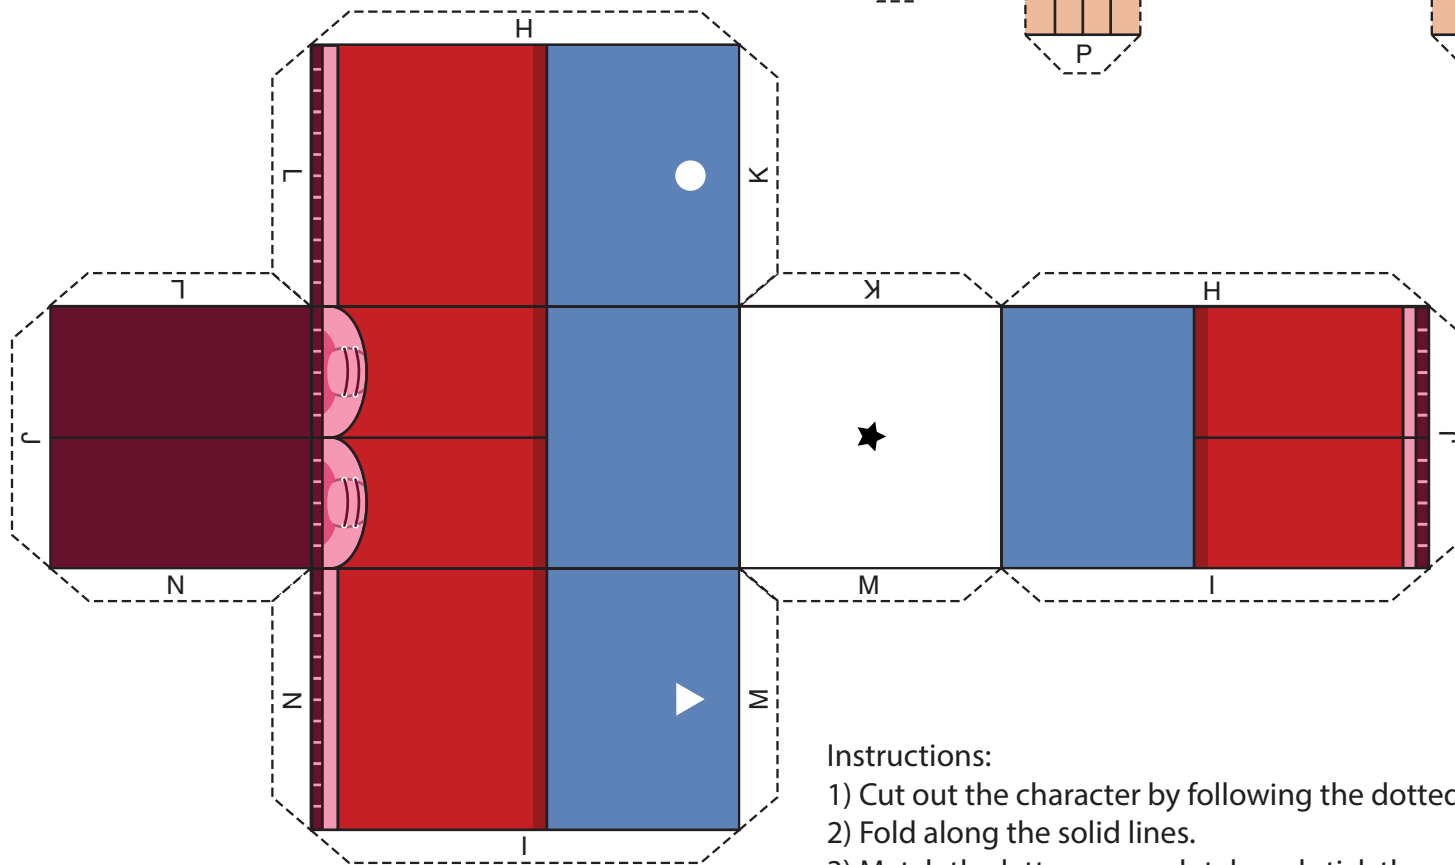 P
H
L
K
L
K
H
J
J
N
M
I
N
M
I
Instructions:
1) Cut out the character by following the dotted
2) Fold along the solid lines.